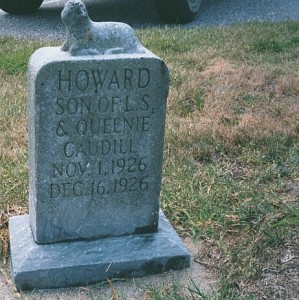 HOWARD
SON OF L.S.
& QUEENIE
CAUDILL
NOV. 1, 1926
DEC. 16, 1926